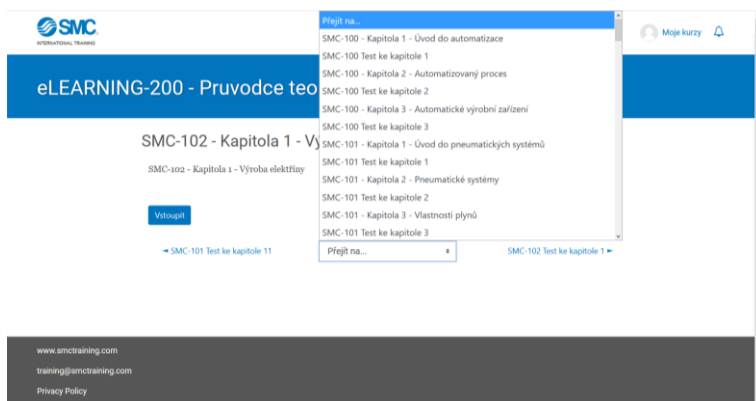 SMC
INTERNATIONAL TRAINING
Moje kurzy
eLEARNING-200 - Pruvodce teo
SMC-102 - Kapitola 1 - Vý
SMC-102 - Kapitola 1 - Výroba elektřiny
Vstoupit
Přejít na...
SMC-100 - Kapitola 1 - Úvod do automatizace
SMC-100 Test ke kapitole 1
SMC-100 - Kapitola 2 - Automatizovaný proces
SMC-100 Test ke kapitole 2
SMC-100 - Kapitola 3 - Automatické výrobní zařízení
SMC-100 Test ke kapitole 3
SMC-101 - Kapitola 1 - Úvod do pneumatických systémů
SMC-101 Test ke kapitole 1
SMC-101 - Kapitola 2 - Pneumatické systémy
SMC-101 Test ke kapitole 2
SMC-101 - Kapitola 3 - Vlastnosti plynů
SMC-101 Test ke kapitole 3
◄ SMC-101 Test ke kapitole 11
Přejít na...
SMC-102 Test ke kapitole 1 ►
www.smctraining.com
training@smctraining.com
Privacy Policy